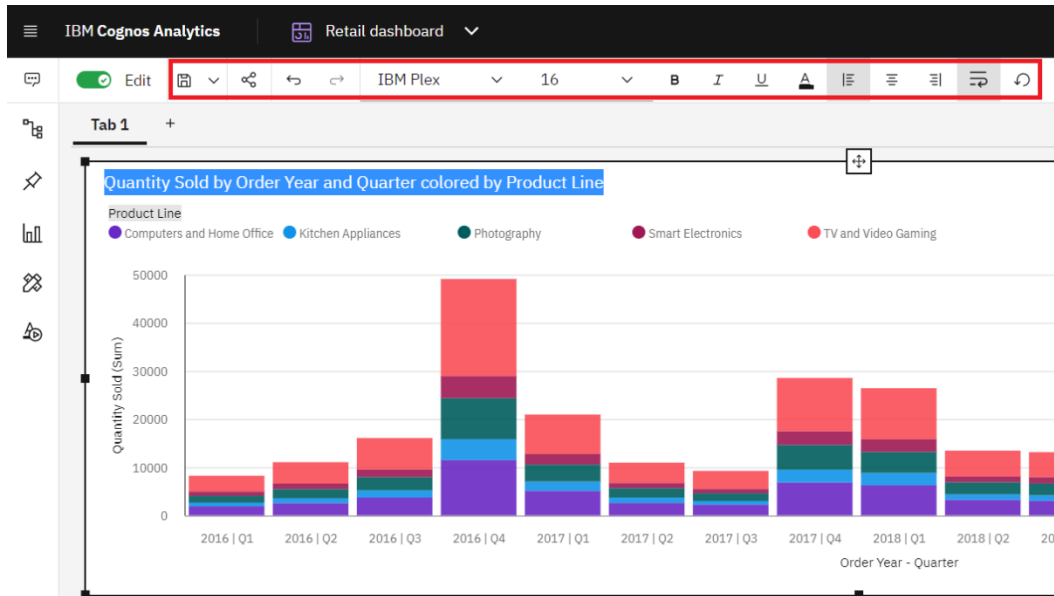 IBM Cognos Analytics Retail dashboard
Edit IBM Plex 16 B I U A
Tab 1 +
Quantity Sold by Order Year and Quarter colored by Product Line
Product Line
Computers and Home Office Kitchen Appliances Photography Smart Electronics TV and Video Gaming
50000
40000
30000
20000
10000
0
Quantity Sold (Sum)
2016 | Q1 2016 | Q2 2016 | Q3 2016 | Q4 2017 | Q1 2017 | Q2 2017 | Q3 2017 | Q4 2018 | Q1 2018 | Q2 20
Order Year - Quarter